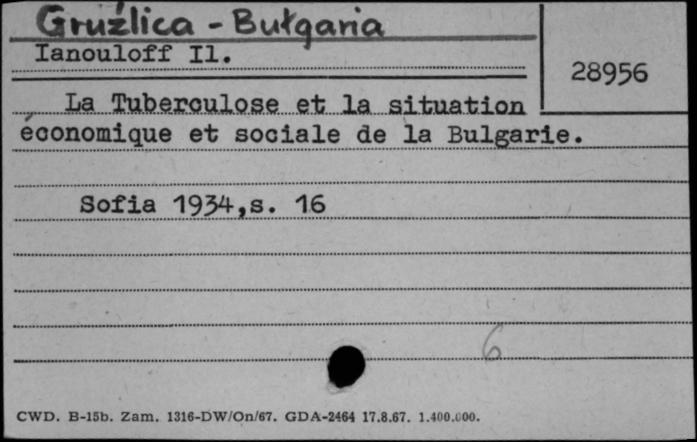 Gruźlica - Bułgaria
Ianouloff Il.
28956
La Tuberculose et la situation
économique et sociale de la Bulgarie.
Sofia 1934,s. 16
6
CWD. B-15b. Zam. 1316-DW/On/67. GDA-2464 17.8.67. 1.400.000.